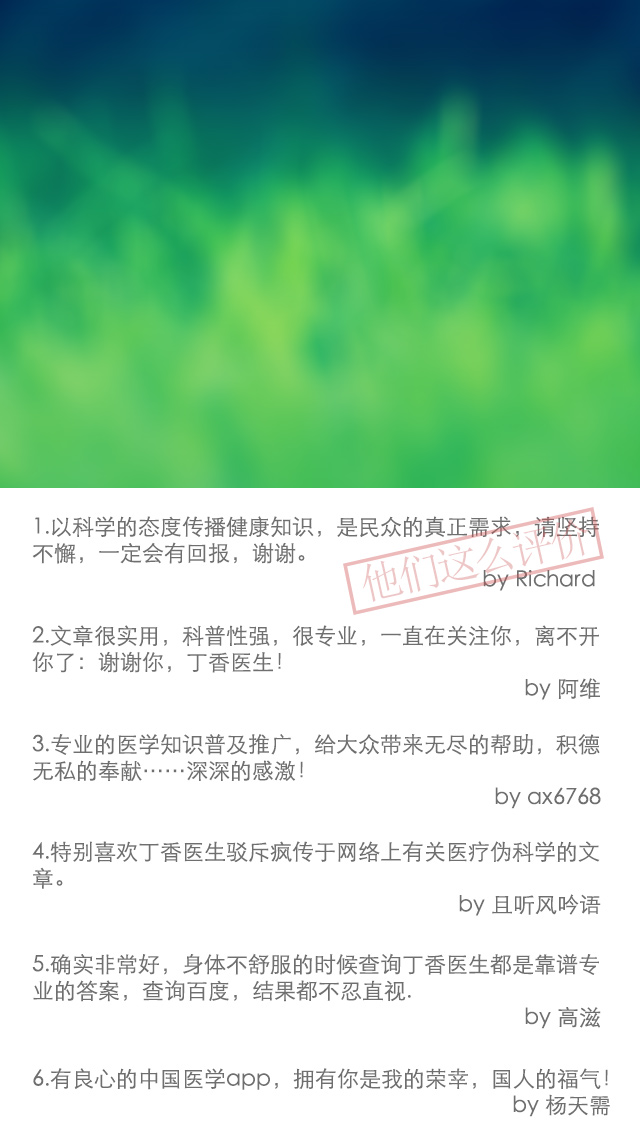 1.以科学的态度传播健康知识，是民众的真正需求，请坚持
不懈，一定会有回报，谢谢。
他们这么评价
by Richard
2.文章很实用，科普性强，很专业，一直在关注你，离不开
你了：谢谢你，丁香医生！
by 阿维
3.专业的医学知识普及推广，给大众带来无尽的帮助，积德
无私的奉献……深深的感激！
by ax6768
4.特别喜欢丁香医生驳斥疯传于网络上有关医疗伪科学的文
章。
by 且听风吟语
5.确实非常好，身体不舒服的时候查询丁香医生都是靠谱专
业的答案，查询百度，结果都不忍直视.
by 高滋
6.有良心的中国医学app，拥有你是我的荣幸，国人的福气！
by 杨天需